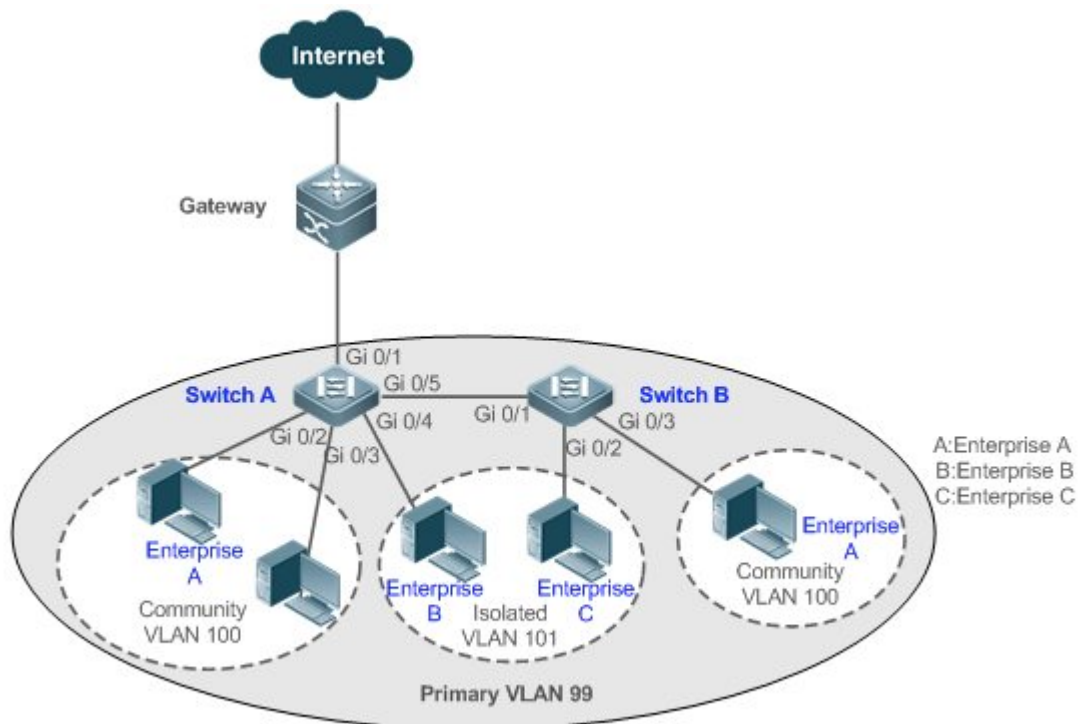 Internet
Gateway
Gi 0/1
Switch A
Gi 0/5
Gi 0/1
Switch B
Gi 0/2
Gi 0/3
Gi 0/4
Gi 0/2
Gi 0/3
A:Enterprise A
B:Enterprise B
C:Enterprise C
Enterprise
A
Community
VLAN 100
Enterprise
B
Isolated
VLAN 101
Enterprise
C
Enterprise
A
Community
VLAN 100
Primary VLAN 99